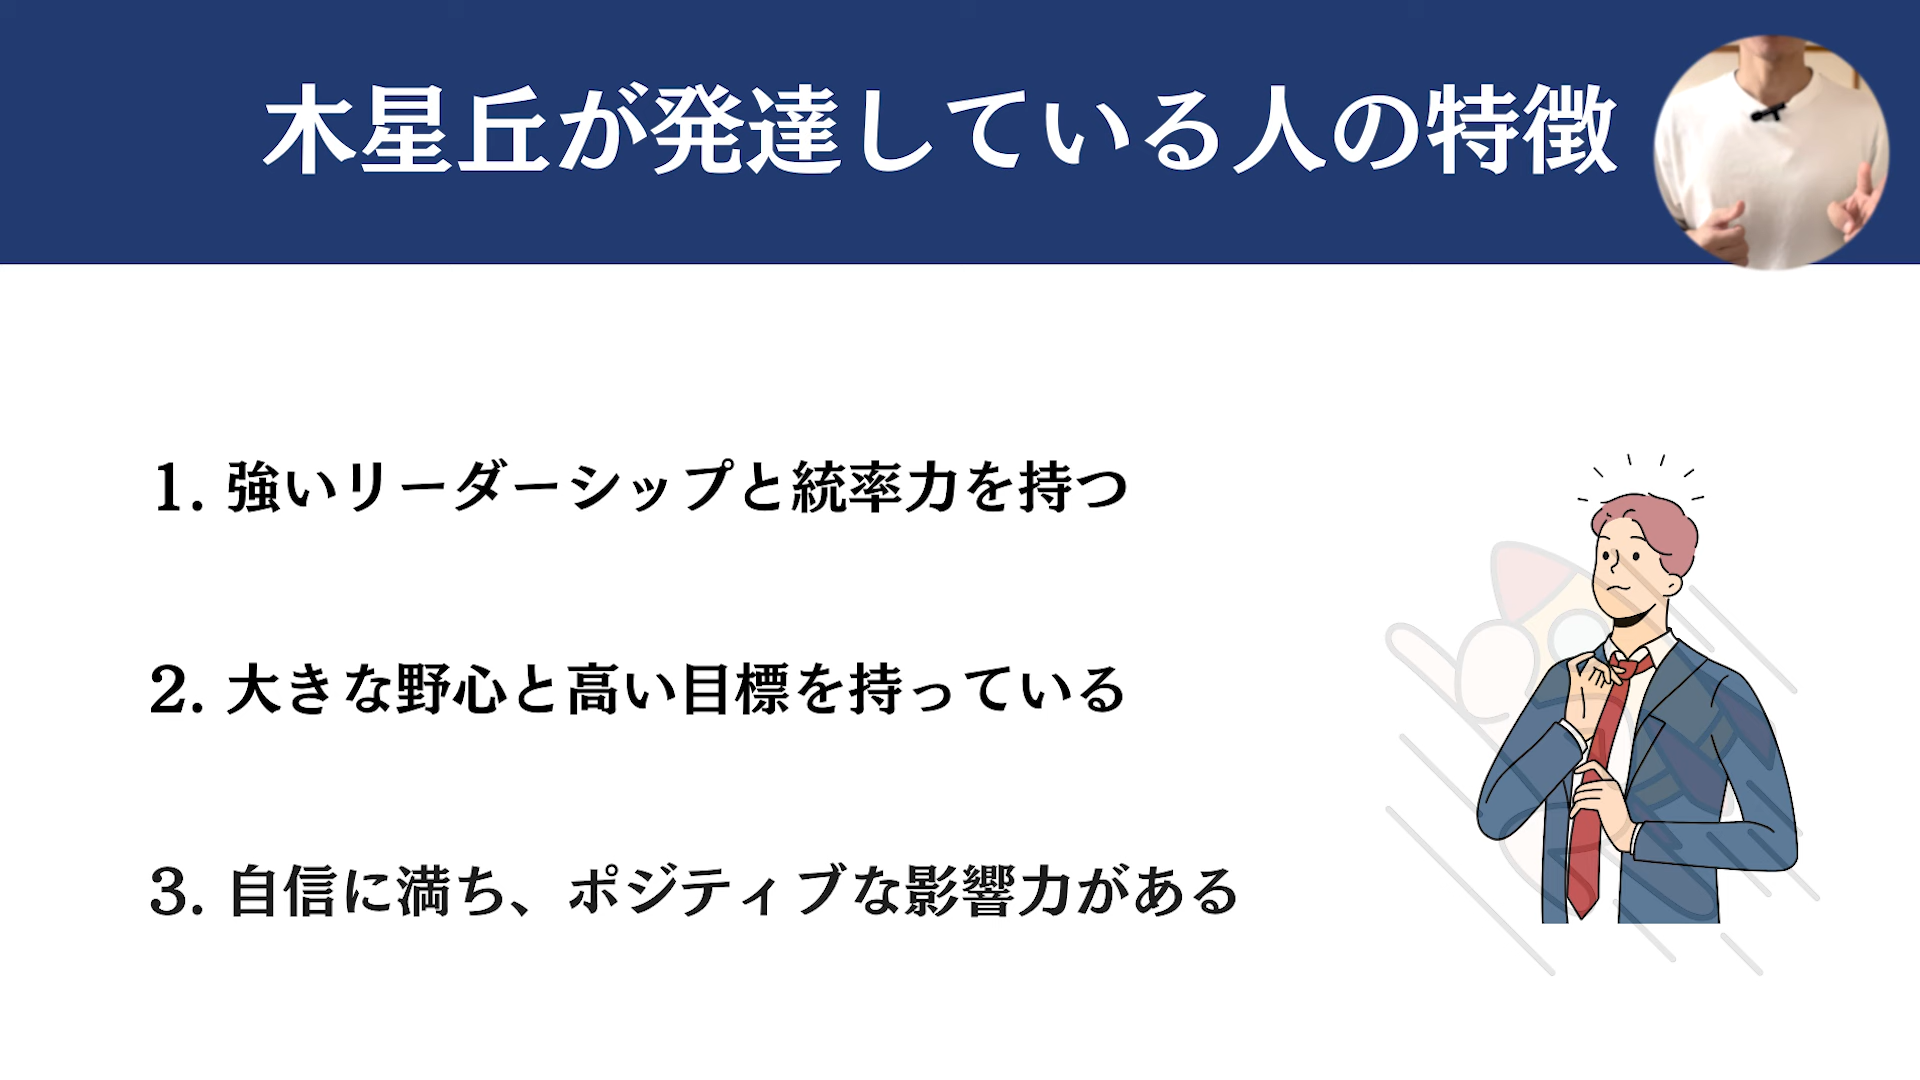 木星丘が発達している人の特徴
1. 強いリーダーシップと統率力を持つ
2. 大きな野心と高い目標を持っている
3. 自信に満ち、ポジティブな影響力がある